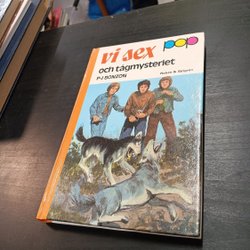 vi sex
pop
och tågmysteriet
P-J BONZON